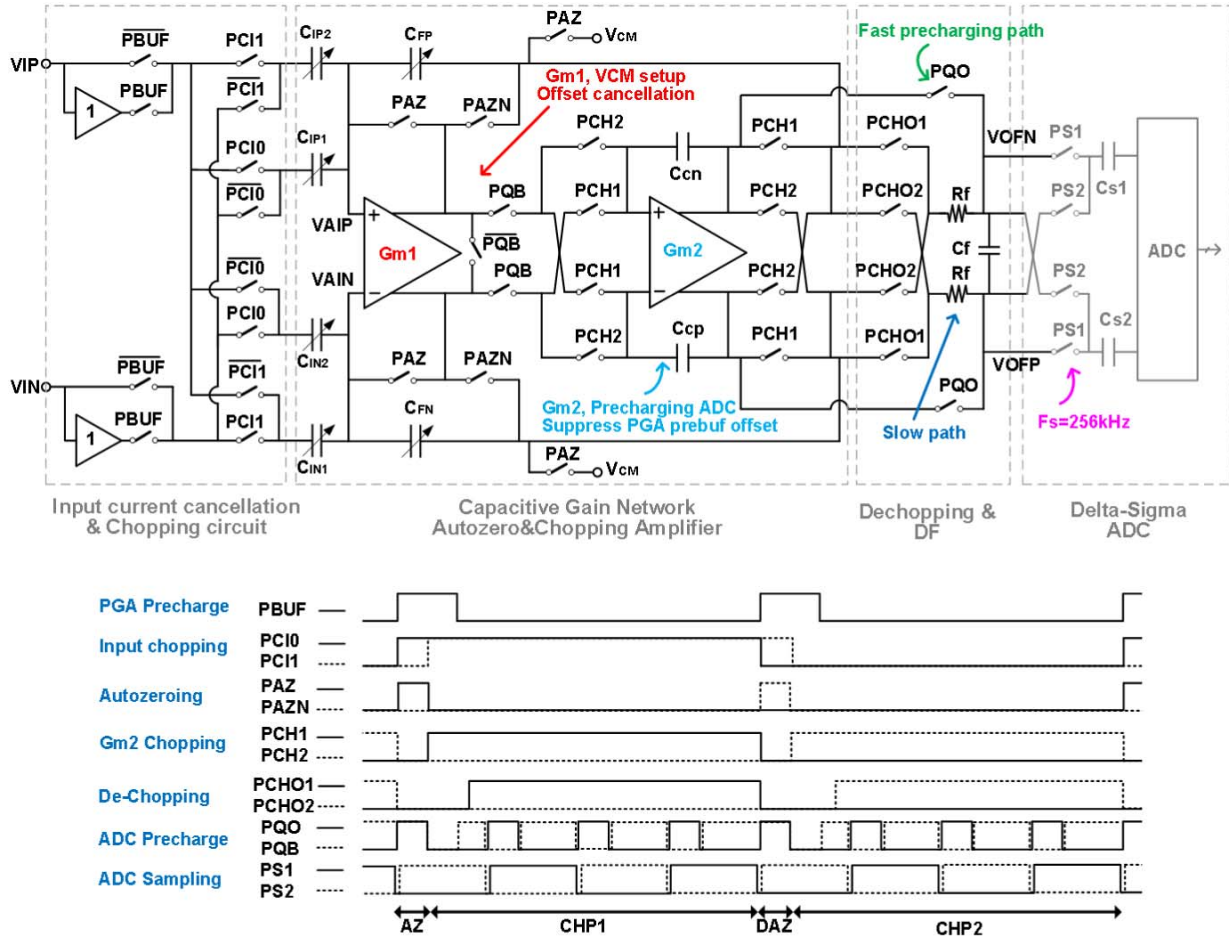 PAZ
VCM
Fast precharging path
PBUF
PCI1
CIP2
CFP
VIP
PQO
Gm1, VCM setup
Offset cancellation
PBUF
1
PCI1
PAZ
PAZN
PCH2
PCH1
PCHO1
VOFN
PS1
Cs1
PCI0
CIP1
Ccn
PCI0
PQB
PCH1
PCH2
PCHO2
Rf
PS2
VAIP
+
Gm1
PQB
+
Gm2
Cf
ADC
VAIN
−
PQB
PCH1
−
PCH2
PCHO2
Rf
PS2
PCI0
PCI0
CIN2
PCH2
Ccp
PCH1
PCHO1
PS1
Cs2
VOFP
PBUF
PCI1
PAZ
PAZN
VIN
CFN
PQO
Gm2, Precharging ADC
Suppress PGA prebuf offset
Slow path
Fs=256kHz
1
PBUF
PCI1
CIN1
PAZ
VCM
Input current cancellation
& Chopping circuit
Capacitive Gain Network
Autozero&Chopping Amplifier
Dechopping &
DF
Delta-Sigma
ADC
PGA Precharge
PBUF
Input chopping
PCI0
PCI1
Autozeroing
PAZ
PAZN
Gm2 Chopping
PCH1
PCH2
De-Chopping
PCHO1
PCHO2
ADC Precharge
PQO
PQB
ADC Sampling
PS1
PS2
AZ
CHP1
DAZ
CHP2